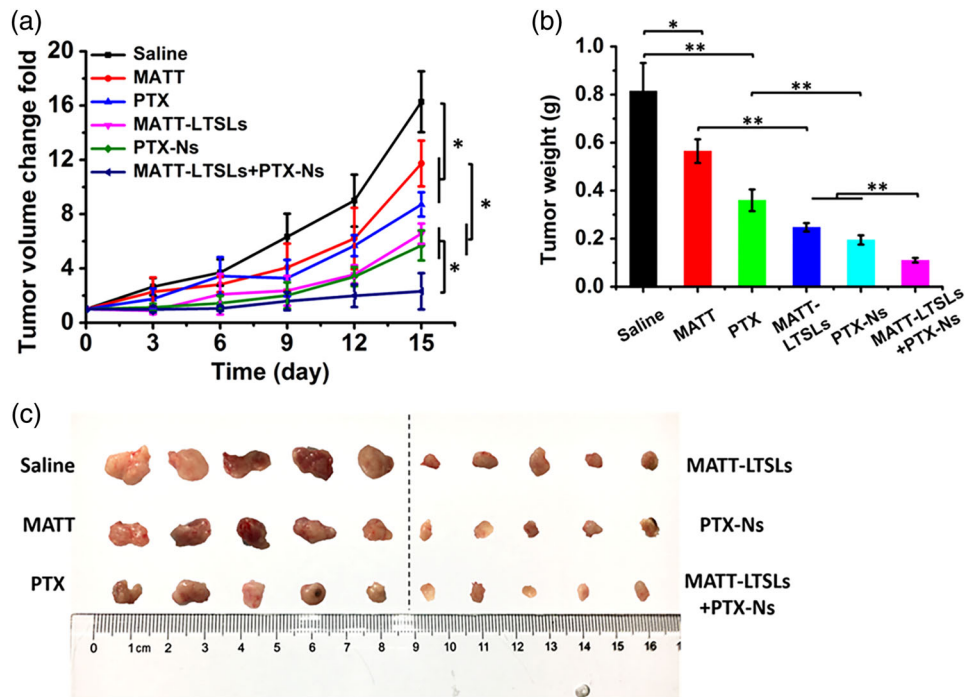 (a)
Tumor volume change fold
20
16
12
8
4
0
Saline
MATT
PTX
MATT-LTSLs
PTX-Ns
MATT-LTSLs+PTX-Ns
*
*
*
0 3 6 9 12 15
Time (day)
(b)
Tumor weight (g)
1.0
0.8
0.6
0.4
0.2
0.0
*
**
**
**
**
Saline
MATT
PTX
MATT-
LTSLs
PTX-Ns
MATT-LTSLs
+PTX-Ns
(c)
Saline
MATT
PTX
MATT-LTSLs
PTX-Ns
MATT-LTSLs
+PTX-Ns
0 1cm 2 3 4 5 6 7 8 9 10 11 12 13 14 15 16